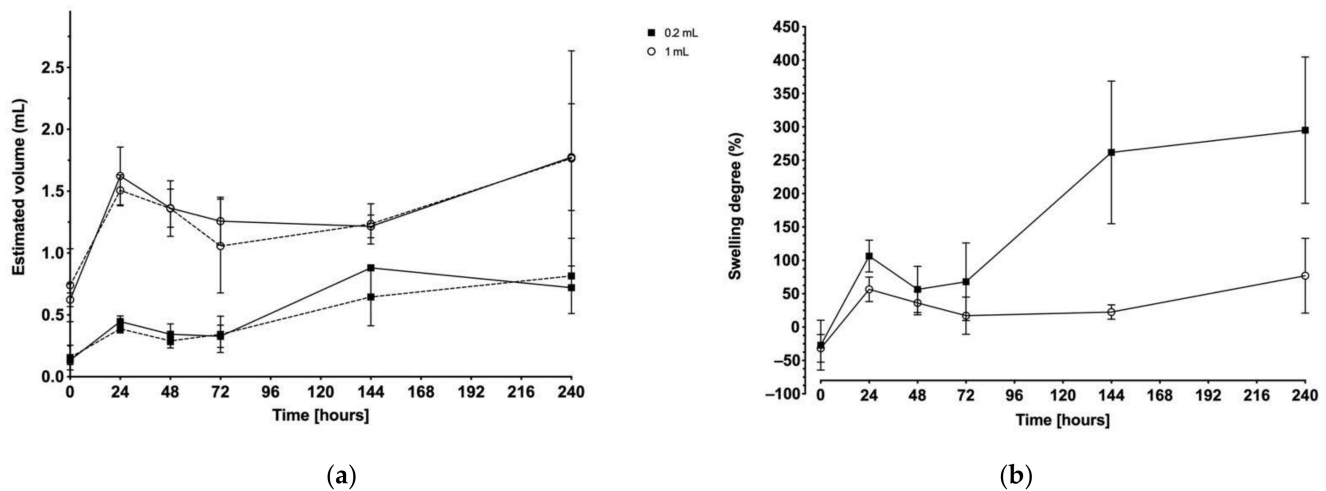 Estimated volume (mL)
2.5
2.0
1.5
1.0
0.5
0.0
0 24 48 72 96 120 144 168 192 216 240
Time [hours]
0.2 mL
1 mL
Swelling degree (%)
450
400
350
300
250
200
150
100
50
0
−50
−100
0 24 48 72 96 120 144 168 192 216 240
Time [hours]
(a)
(b)